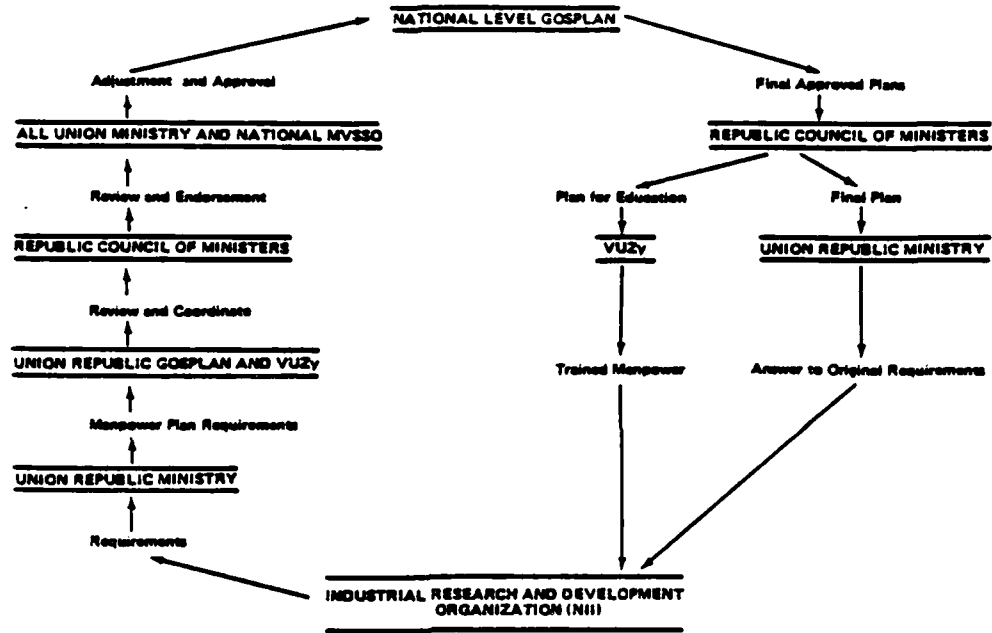 NATIONAL LEVEL GOSPLAN
Adjustment and Approval
Final Approved Plans
ALL UNION MINISTRY AND NATIONAL MVSSO
REPUBLIC COUNCIL OF MINISTERS
Review and Endorsement
Plan for Education
Final Plan
REPUBLIC COUNCIL OF MINISTERS
VUZy
UNION REPUBLIC MINISTRY
Review and Coordinate
UNION REPUBLIC GOSPLAN AND VUZy
Trained Manpower
Answer to Original Requirements
Manpower Plan Requirements
UNION REPUBLIC MINISTRY
Requirements
INDUSTRIAL RESEARCH AND DEVELOPMENT
ORGANIZATION (NII)